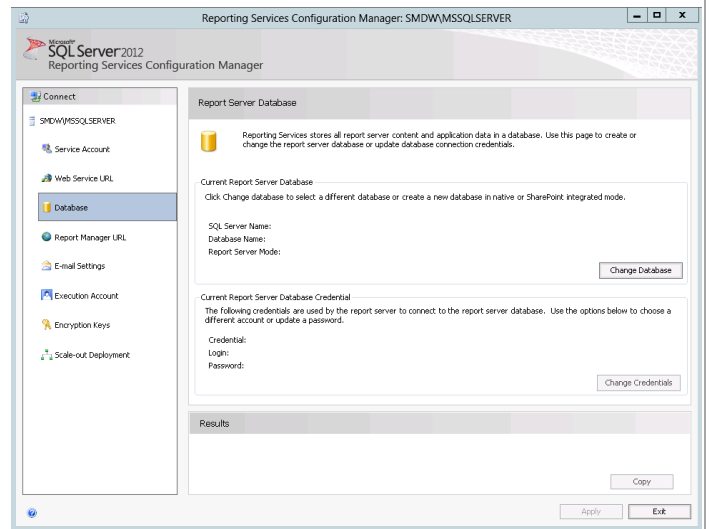 Reporting Services Configuration Manager: SMDW\MSSQLSERVER
Microsoft®
SQL Server®2012
Reporting Services Configuration Manager
Connect
SMDW\MSSQLSERVER
Service Account
Web Service URL
Database
Report Manager URL
E-mail Settings
Execution Account
Encryption Keys
Scale-out Deployment
Report Server Database
Reporting Services stores all report server content and application data in a database. Use this page to create or
change the report server database or update database connection credentials.
Current Report Server Database
Click Change database to select a different database or create a new database in native or SharePoint integrated mode.
SQL Server Name:
Database Name:
Report Server Mode:
Change Database
Current Report Server Database Credential
The following credentials are used by the report server to connect to the report server database. Use the options below to choose a
different account or update a password.
Credential:
Login:
Password:
Change Credentials
Results
Copy
Apply
Exit